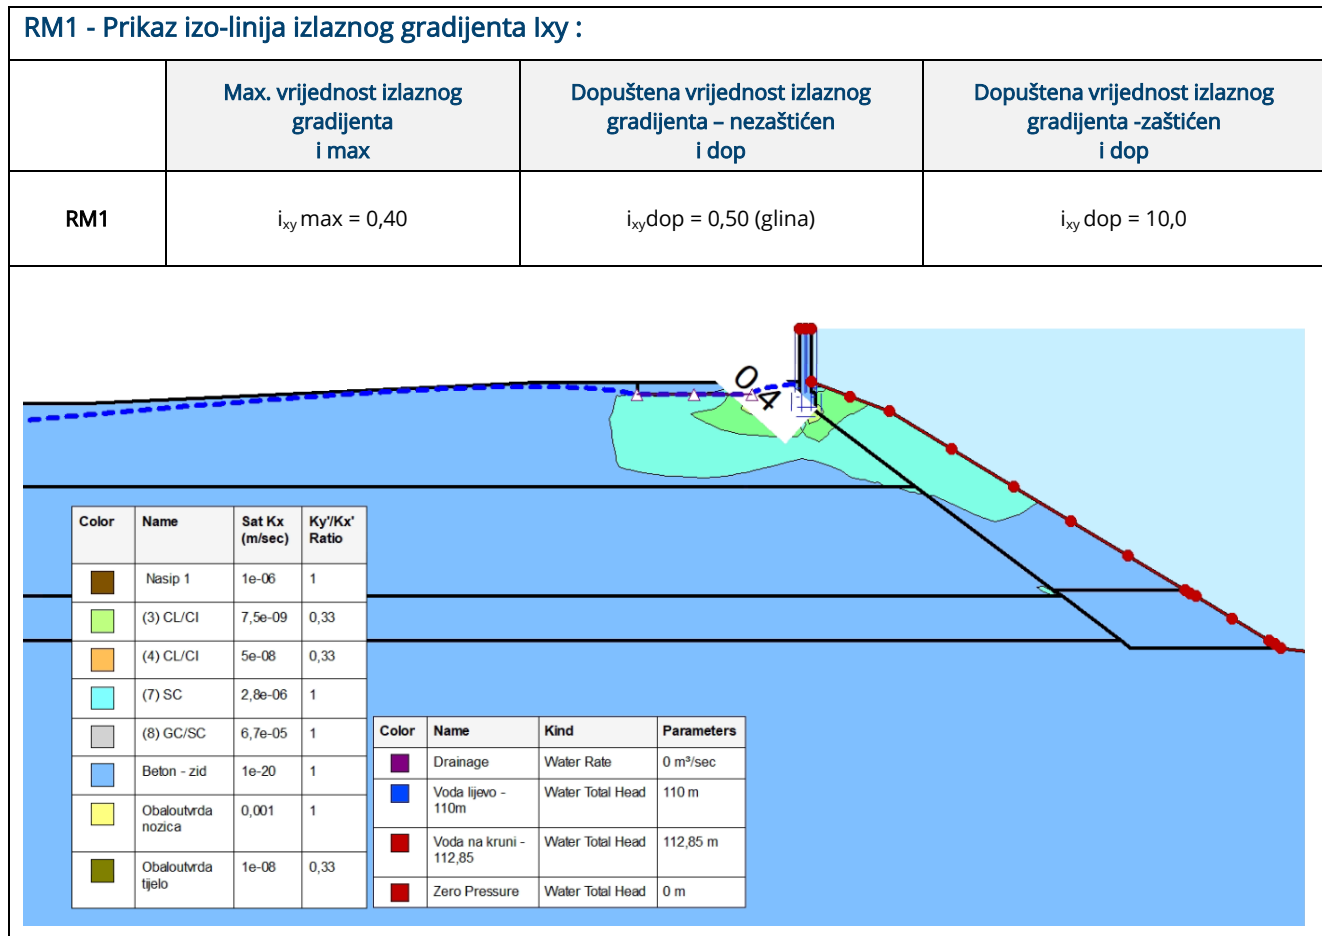 RM1 - Prikaz izo-linija izlaznog gradijenta Ixy :
Max. vrijednost izlaznog
gradijenta
i max
Dopuštena vrijednost izlaznog
gradijenta – nezaštićen
i dop
Dopuštena vrijednost izlaznog
gradijenta -zaštićen
i dop
RM1
ixy max = 0,40
ixydop = 0,50 (glina)
ixy dop = 10,0
0.4
Color Name Sat Kx Ky'/Kx'
(m/sec) Ratio
Nasip 1 1e-06 1
(3) CL/CI 7,5e-09 0,33
(4) CL/CI 5e-08 0,33
(7) SC 2,8e-06 1
(8) GC/SC 6,7e-05 1
Beton - zid 1e-20 1
Obaloutvrda 0,001 1
nozica
Obaloutvrda 1e-08 0,33
tijelo
Color Name Kind Parameters
Drainage Water Rate 0 m³/sec
Voda lijevo - Water Total Head 110 m
110m
Voda na kruni - Water Total Head 112,85 m
112,85
Zero Pressure Water Total Head 0 m